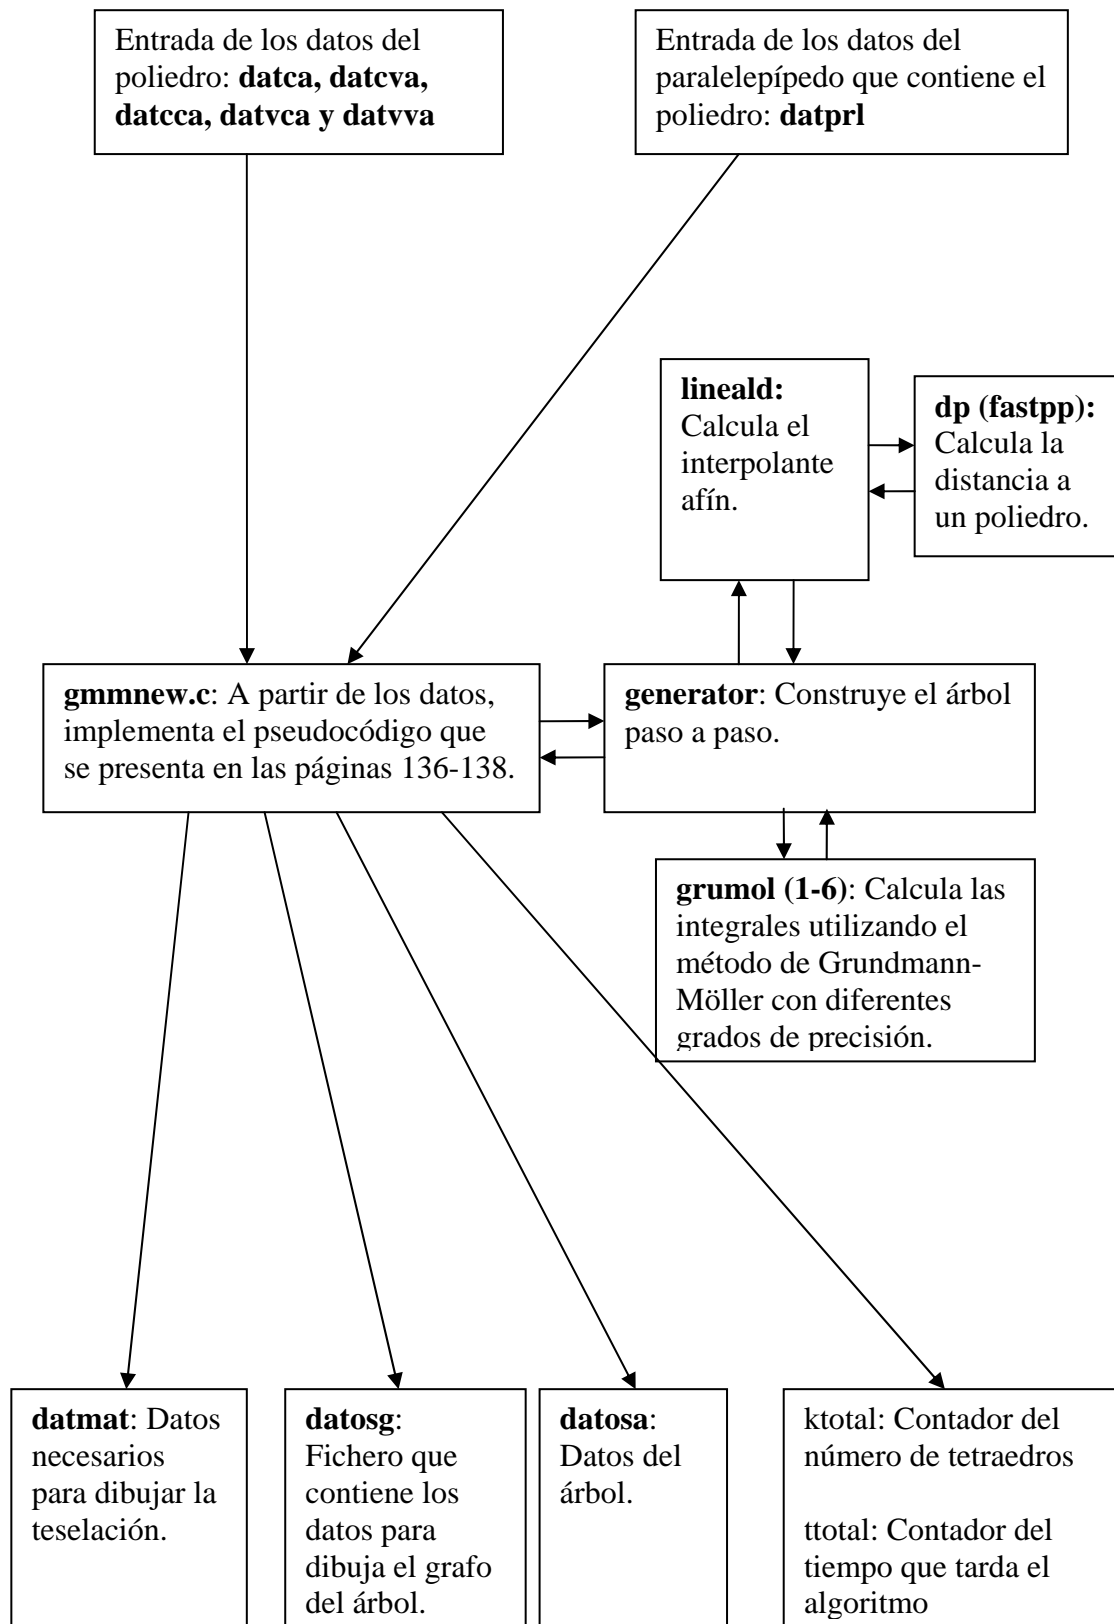 Entrada de los datos del
poliedro: datca, datcva,
datcca, datvca y datvva
Entrada de los datos del
paralelepípedo que contiene el
poliedro: datprl
lineald:
Calcula el
interpolante
afín.
dp (fastpp):
Calcula la
distancia a
un poliedro.
gmmnew.c: A partir de los datos,
implementa el pseudocódigo que
se presenta en las páginas 136-138.
generator: Construye el árbol
paso a paso.
grumol (1-6): Calcula las
integrales utilizando el
método de Grundmann-
Möller con diferentes
grados de precisión.
datmat: Datos
necesarios
para dibujar la
teselación.
datosg:
Fichero que
contiene los
datos para
dibuja el grafo
del árbol.
datosa:
Datos del
árbol.
ktotal: Contador del
número de tetraedros
ttotal: Contador del
tiempo que tarda el
algoritmo